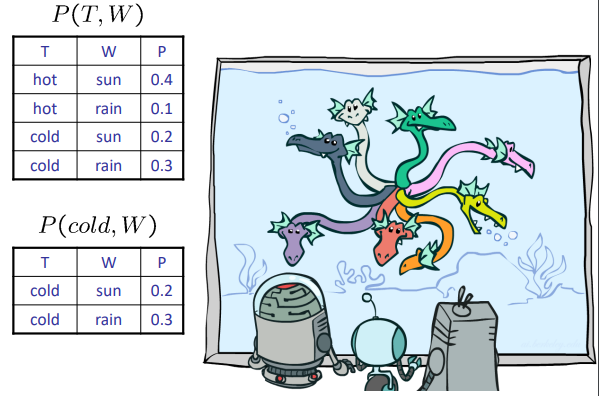 P(T, W)
T W P
hot sun 0.4
hot rain 0.1
cold sun 0.2
cold rain 0.3
P(cold, W)
T W P
cold sun 0.2
cold rain 0.3